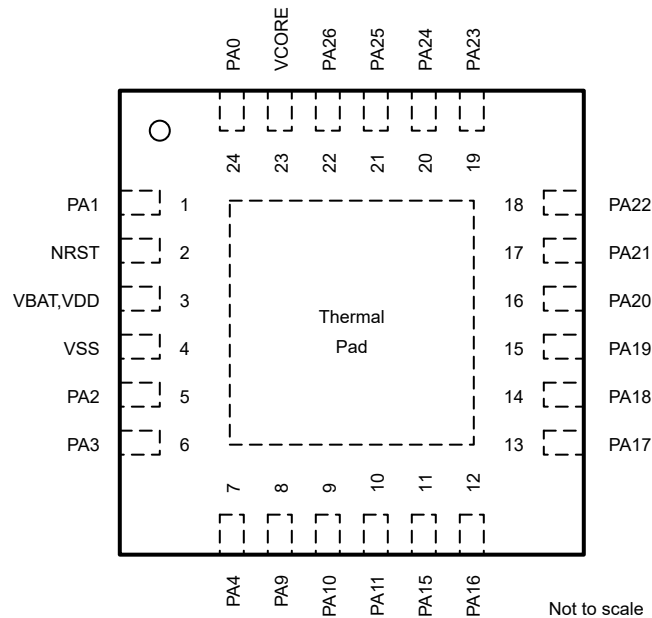 PA0 VCORE PA26 PA25 PA24 PA23
24 23 22 21 20 19
PA1 1 18 PA22
NRST 2 17 PA21
VBAT,VDD 3 16 PA20
Thermal
VSS 4 15 PA19
Pad
PA2 5 14 PA18
PA3 6 13 PA17
7 8 9 10 11 12
PA4 PA9 PA10 PA11 PA15 PA16
Not to scale